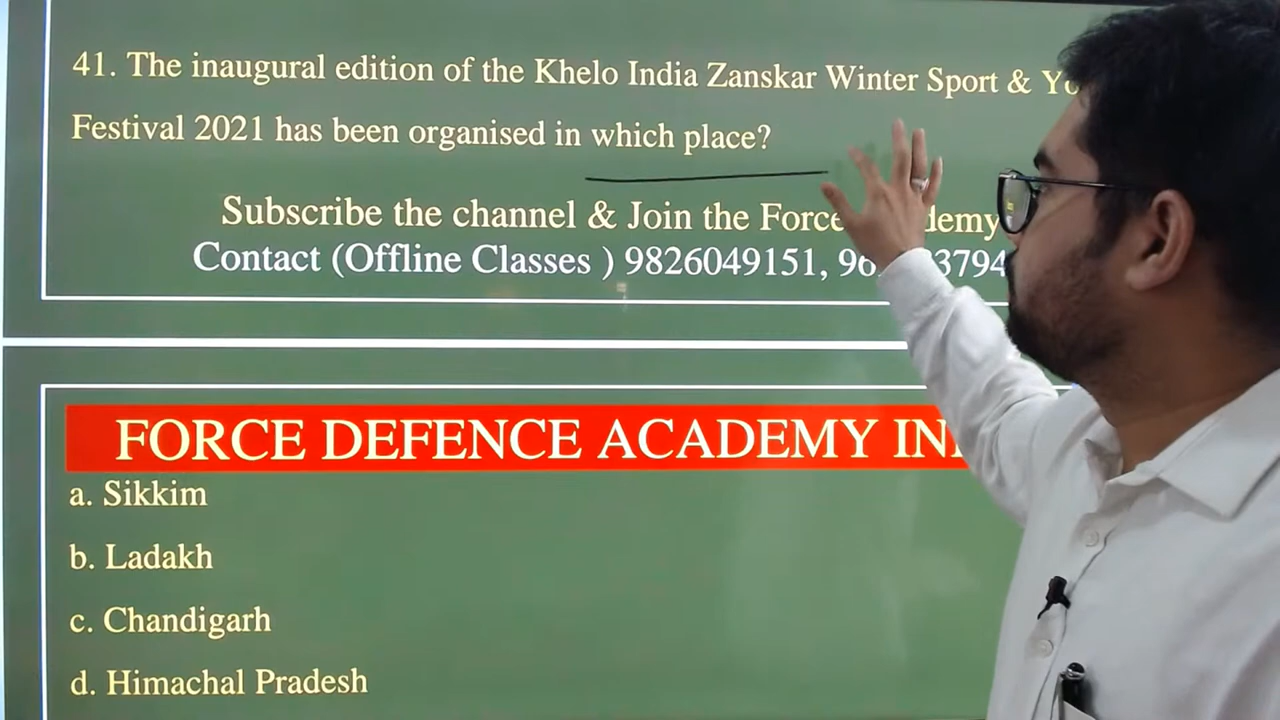 41. The inaugural edition of the Khelo India Zanskar Winter Sport &
Festival 2021 has been organised in which place?
Subscribe the channel & Join the Force
Contact (Offline Classes ) 9826049151,
FORCE DEFENCE ACADEMY
a. Sikkim
b. Ladakh
c. Chandigarh
d. Himachal Pradesh